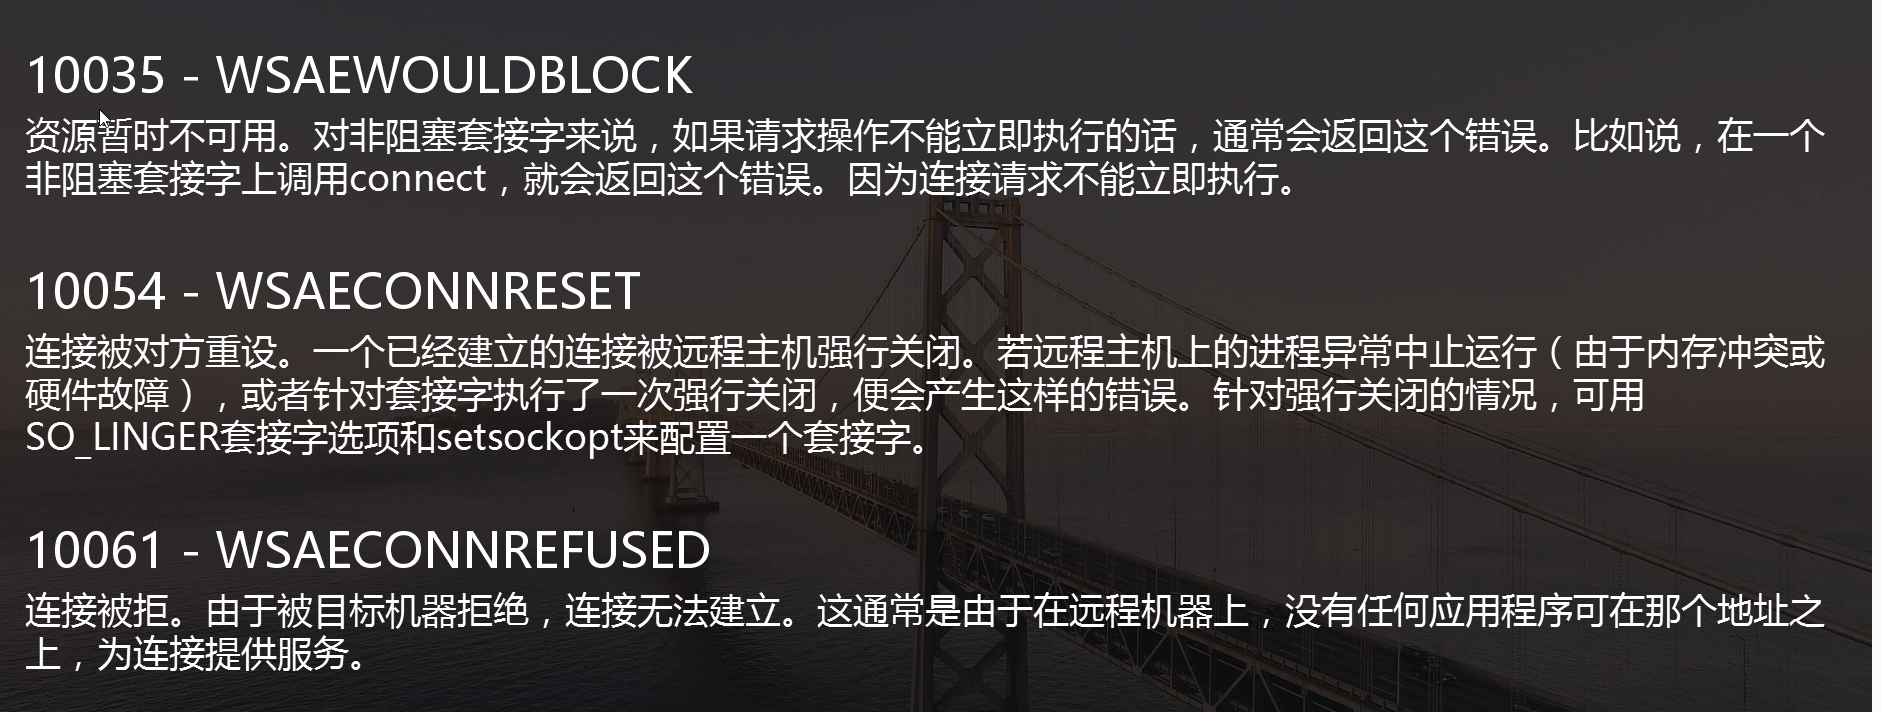 10035 - WSAEWOULDBLOCK
资源暂时不可用。对非阻塞套接字来说，如果请求操作不能立即执行的话，通常会返回这个错误。比如说，在一个
非阻塞套接字上调用connect，就会返回这个错误。因为连接请求不能立即执行。
10054 - WSAECONNRESET
连接被对方重设。一个已经建立的连接被远程主机强行关闭。若远程主机上的进程异常中止运行（由于内存冲突或
硬件故障），或者针对套接字执行了一次强行关闭，便会产生这样的错误。针对强行关闭的情况，可用
SO_LINGER套接字选项和setsockopt来配置一个套接字。
10061 - WSAECONNREFUSED
连接被拒。由于被目标机器拒绝，连接无法建立。这通常是由于在远程机器上，没有任何应用程序可在那个地址之
上，为连接提供服务。